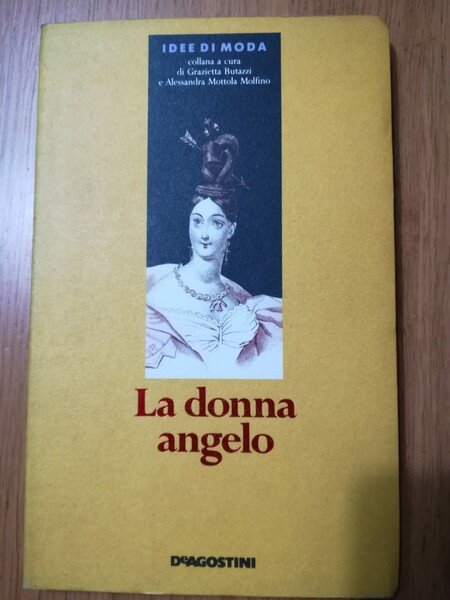 IDEE DI MODA
collana a cura
di Grazietta Butazzi
e Alessandra Mottola Molfino
La donna
angelo
DeAGOSTINI